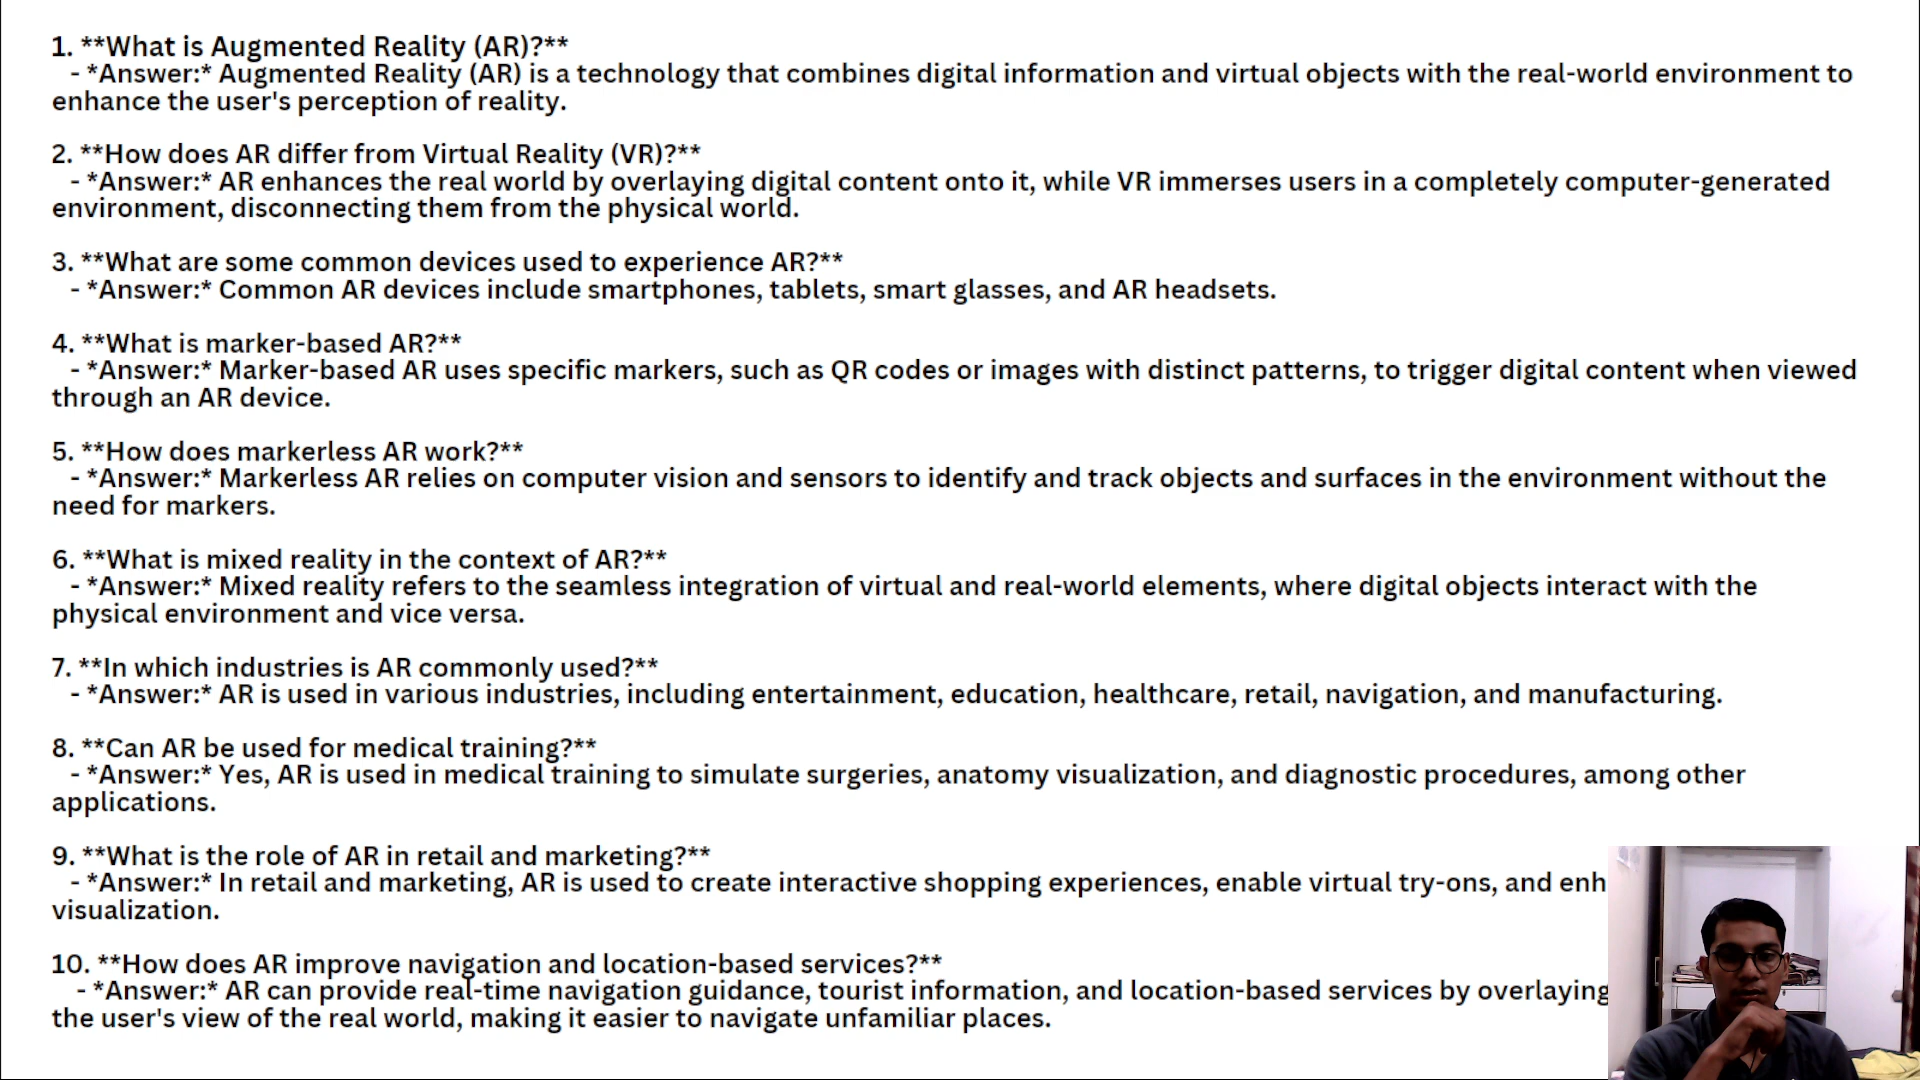 1. **What is Augmented Reality (AR)?**
- *Answer:* Augmented Reality (AR) is a technology that combines digital information and virtual objects with the real-world environment to
enhance the user's perception of reality.
2. **How does AR differ from Virtual Reality (VR)?**
- *Answer:* AR enhances the real world by overlaying digital content onto it, while VR immerses users in a completely computer-generated
environment, disconnecting them from the physical world.
3. **What are some common devices used to experience AR?**
- *Answer:* Common AR devices include smartphones, tablets, smart glasses, and AR headsets.
4. **What is marker-based AR?**
- *Answer:* Marker-based AR uses specific markers, such as QR codes or images with distinct patterns, to trigger digital content when viewed
through an AR device.
5. **How does markerless AR work?**
- *Answer:* Markerless AR relies on computer vision and sensors to identify and track objects and surfaces in the environment without the
need for markers.
6. **What is mixed reality in the context of AR?**
- *Answer:* Mixed reality refers to the seamless integration of virtual and real-world elements, where digital objects interact with the
physical environment and vice versa.
7. **In which industries is AR commonly used?**
- *Answer:* AR is used in various industries, including entertainment, education, healthcare, retail, navigation, and manufacturing.
8. **Can AR be used for medical training?**
- *Answer:* Yes, AR is used in medical training to simulate surgeries, anatomy visualization, and diagnostic procedures, among other
applications.
9. **What is the role of AR in retail and marketing?**
- *Answer:* In retail and marketing, AR is used to create interactive shopping experiences, enable virtual try-ons, and enh
visualization.
10. **How does AR improve navigation and location-based services?**
- *Answer:* AR can provide real-time navigation guidance, tourist information, and location-based services by overlaying
the user's view of the real world, making it easier to navigate unfamiliar places.